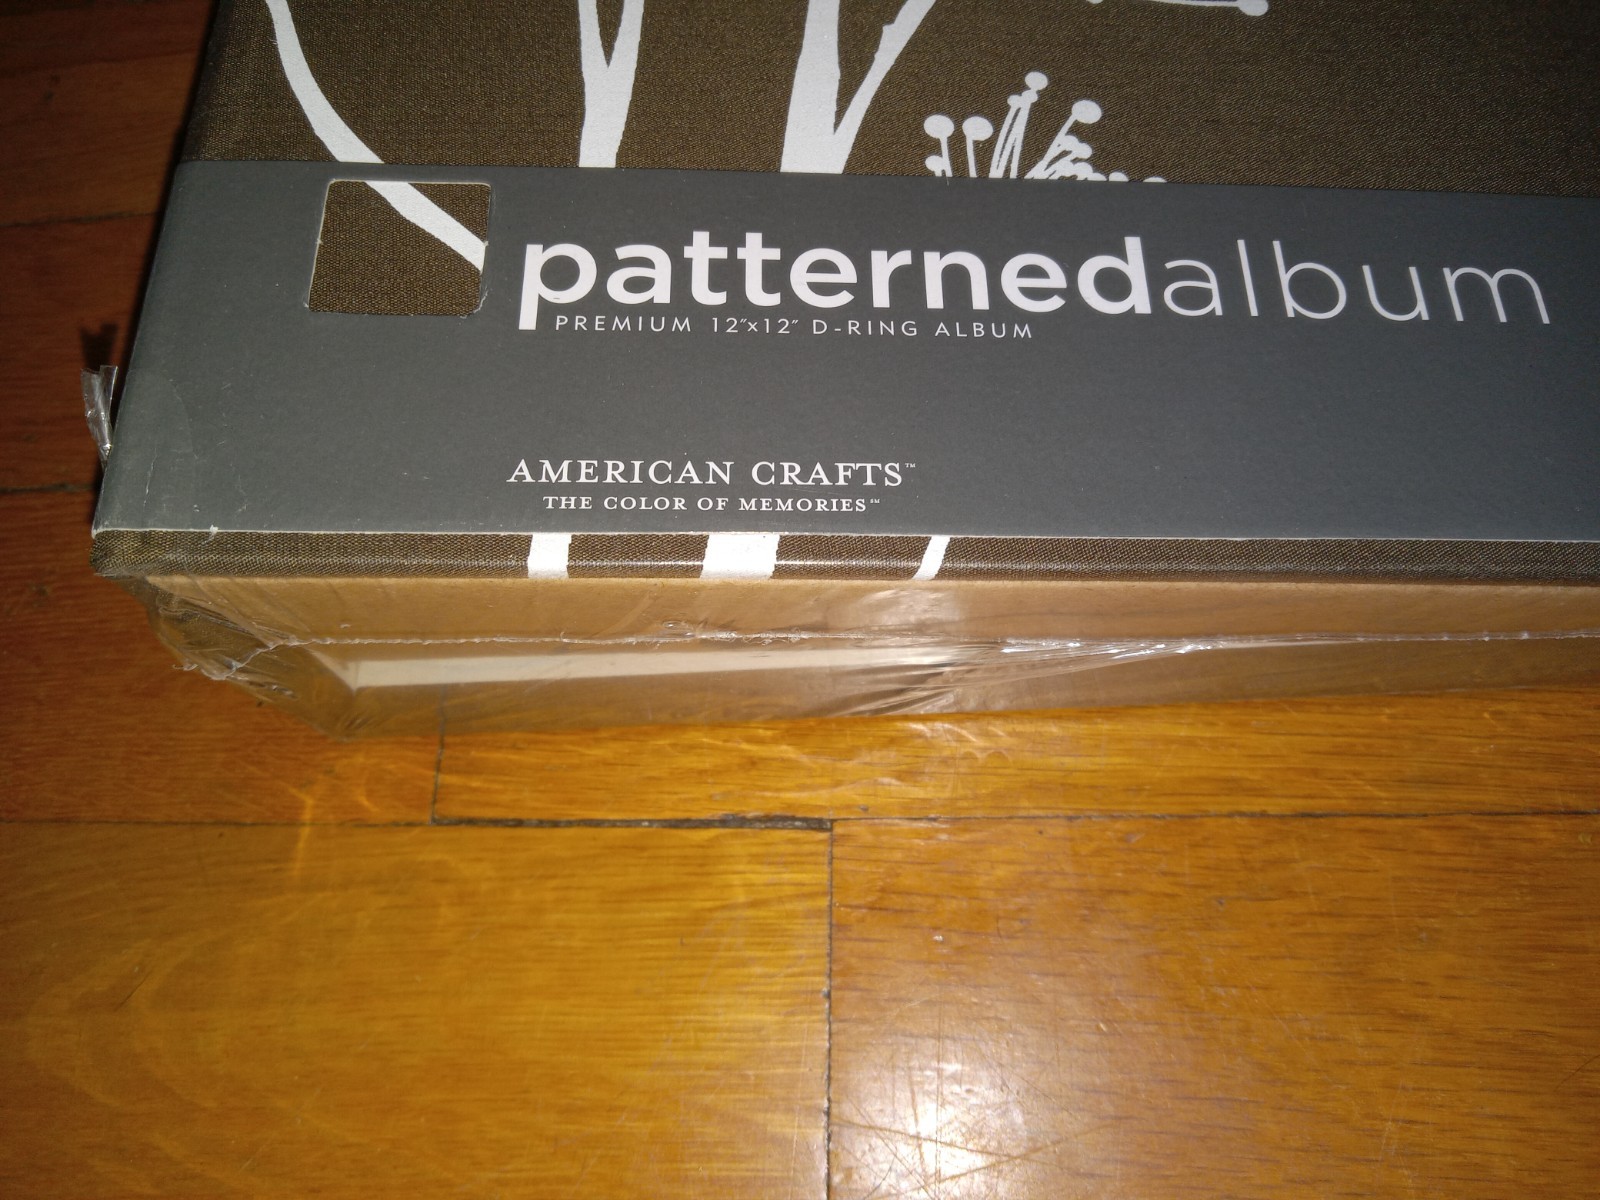 patternedalbum
PREMIUM 12"x12" D-RING ALBUM
AMERICAN CRAFTS™
THE COLOR OF MEMORIES℠